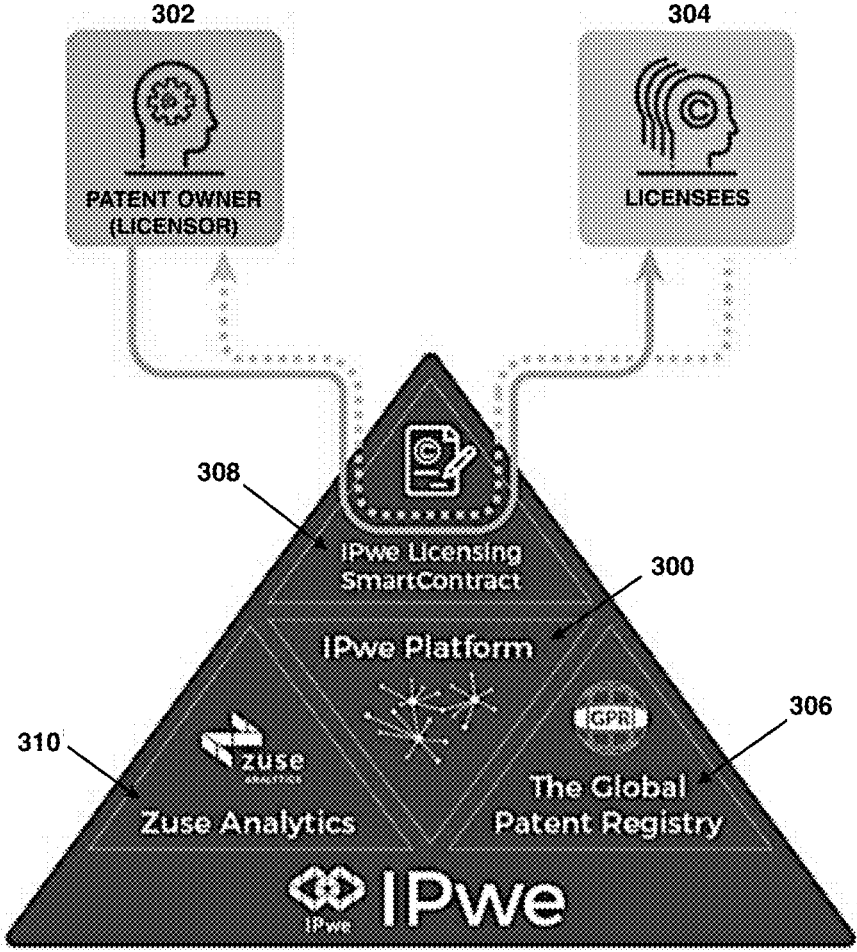 302
304
PATENT OWNER
(LICENSOR)
LICENSEES
C
308
IPwe Licensing
SmartContract
300
IPwe Platform
306
GPR
310
zuse
ANALYTICS
The Global
Patent Registry
Zuse Analytics
IPwe
IPwe